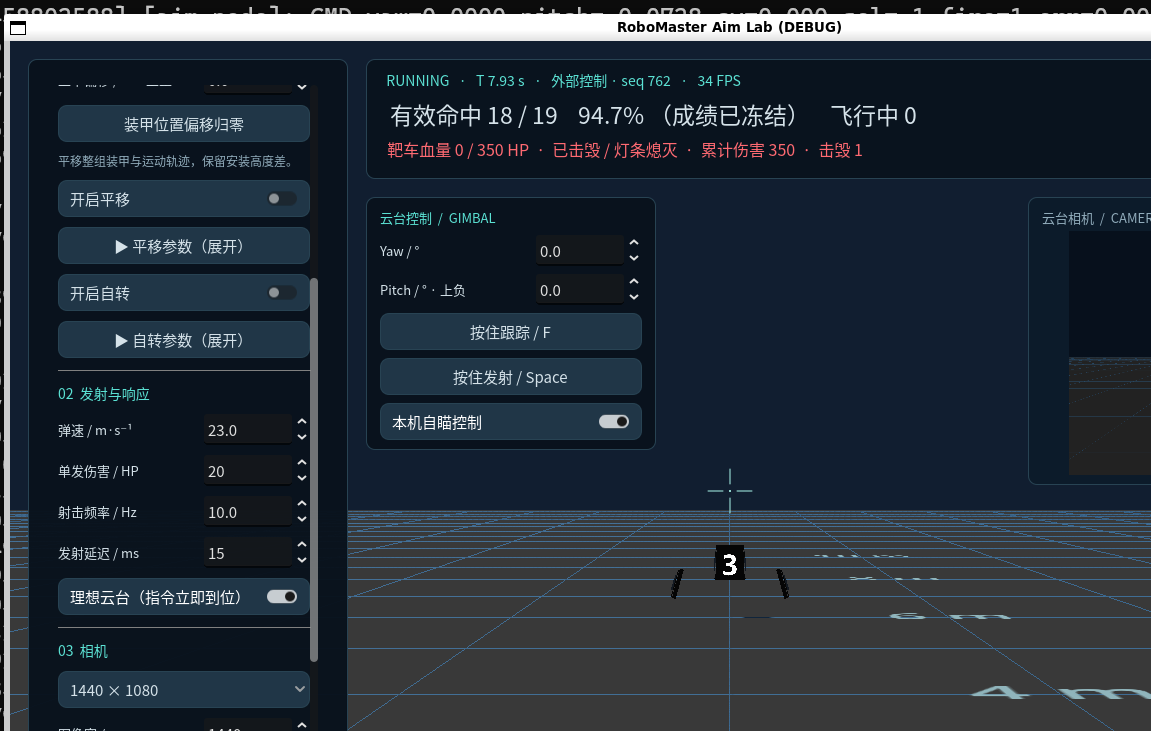 RoboMaster Aim Lab (DEBUG)
装甲位置偏移归零
平移整组装甲与运动轨迹，保留安装高度差。
开启平移
▶ 平移参数（展开）
开启自转
▶ 自转参数（展开）
02 发射与响应
弹速 / m·s⁻¹ 23.0
单发伤害 / HP 20
射击频率 / Hz 10.0
发射延迟 / ms 15
理想云台（指令立即到位）
03 相机
1440 × 1080
RUNNING · T 7.93 s · 外部控制 · seq 762 · 34 FPS
有效命中 18 / 19 94.7% （成绩已冻结） 飞行中 0
靶车血量 0 / 350 HP · 已击毁 / 灯条熄灭 · 累计伤害 350 · 击毁 1
云台控制 / GIMBAL
Yaw / ° 0.0
Pitch / ° · 上负 0.0
按住跟踪 / F
按住发射 / Space
本机自瞄控制
云台相机 / CAMER
3
6 m
4 m